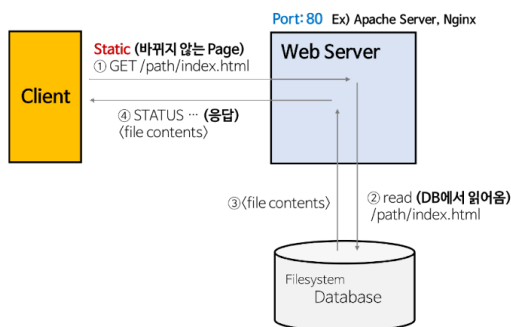 Port: 80 Ex) Apache Server, Nginx
Static (바뀌지 않는 Page)
① GET /path/index.html
Web Server
Client
④ STATUS ⋯ (응답)
〈file contents〉
③〈file contents〉
② read (DB에서 읽어옴)
/path/index.html
Filesystem
Database